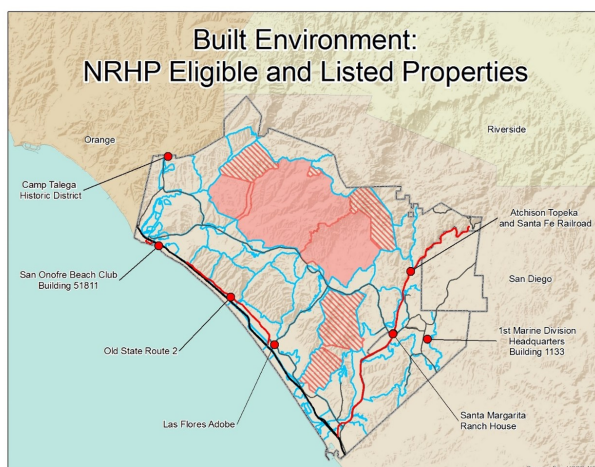 Built Environment:
NRHP Eligible and Listed Properties
Orange
Riverside
Camp Talega
Historic District
Atchison Topeka
and Santa Fe Railroad
San Onofre Beach Club
Building 51811
San Diego
Old State Route 2
1st Marine Division
Headquarters
Building 1133
Las Flores Adobe
Santa Margarita
Ranch House